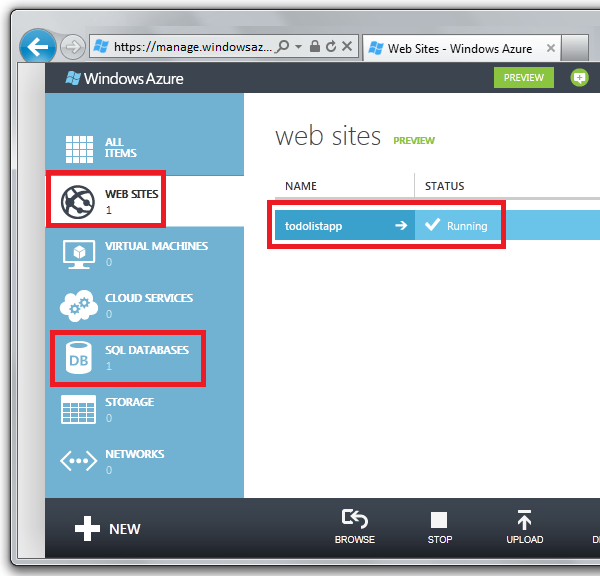 https://manage.windowsaz...
Web Sites - Windows Azure
Windows Azure
PREVIEW
ALL
ITEMS
web sites PREVIEW
NAME STATUS
WEB SITES
1
todolistapp Running
VIRTUAL MACHINES
0
CLOUD SERVICES
0
DB
SQL DATABASES
1
STORAGE
0
NETWORKS
0
NEW
BROWSE STOP UPLOAD